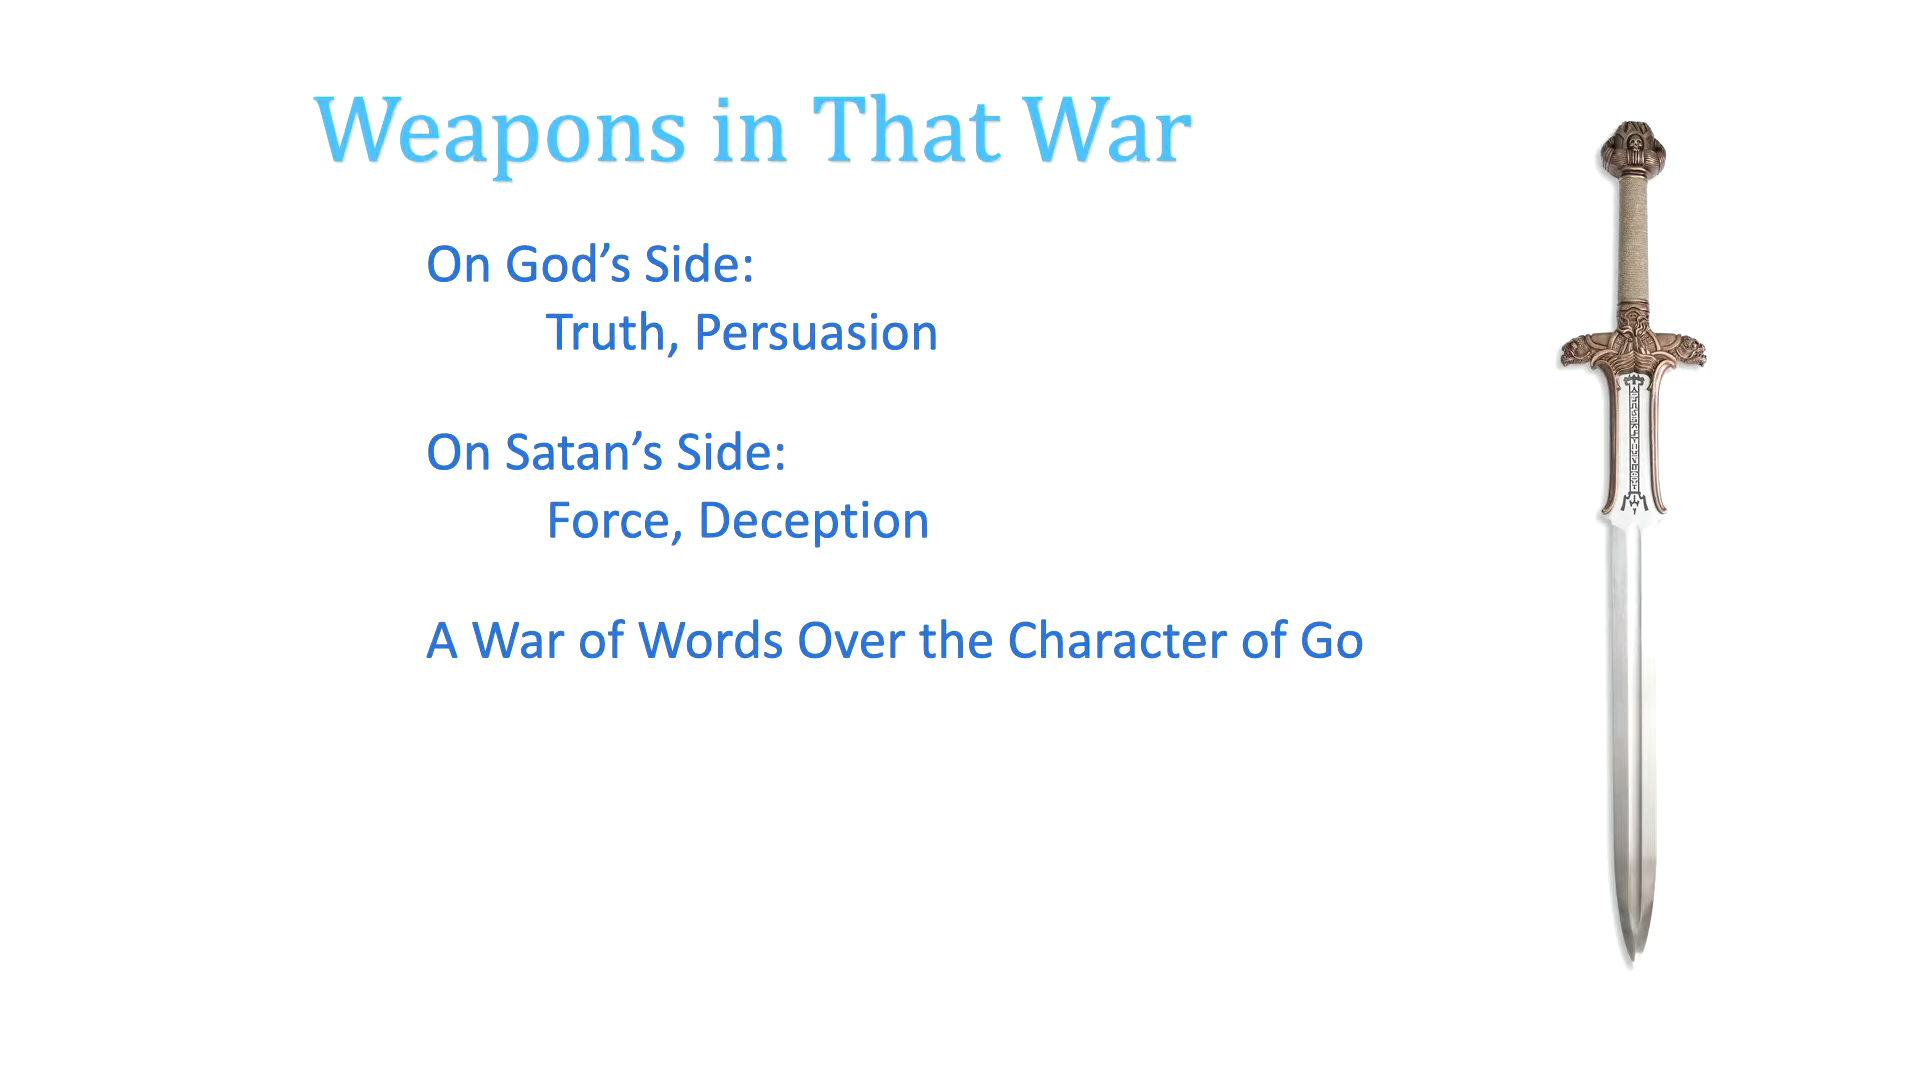 Weapons in That War
On God’s Side:
Truth, Persuasion
On Satan’s Side:
Force, Deception
A War of Words Over the Character of Go